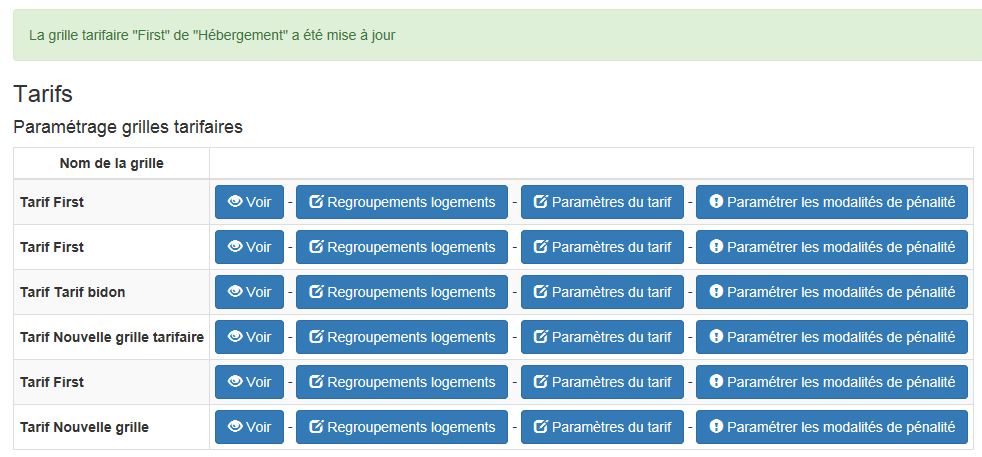 La grille tarifaire "First" de "Hébergement" a été mise à jour
Tarifs
Paramétrage grilles tarifaires
Nom de la grille
Tarif First Voir - Regroupements logements - Paramètres du tarif - Paramétrer les modalités de pénalité
Tarif First Voir - Regroupements logements - Paramètres du tarif - Paramétrer les modalités de pénalité
Tarif Tarif bidon Voir - Regroupements logements - Paramètres du tarif - Paramétrer les modalités de pénalité
Tarif Nouvelle grille tarifaire Voir - Regroupements logements - Paramètres du tarif - Paramétrer les modalités de pénalité
Tarif First Voir - Regroupements logements - Paramètres du tarif - Paramétrer les modalités de pénalité
Tarif Nouvelle grille Voir - Regroupements logements - Paramètres du tarif - Paramétrer les modalités de pénalité